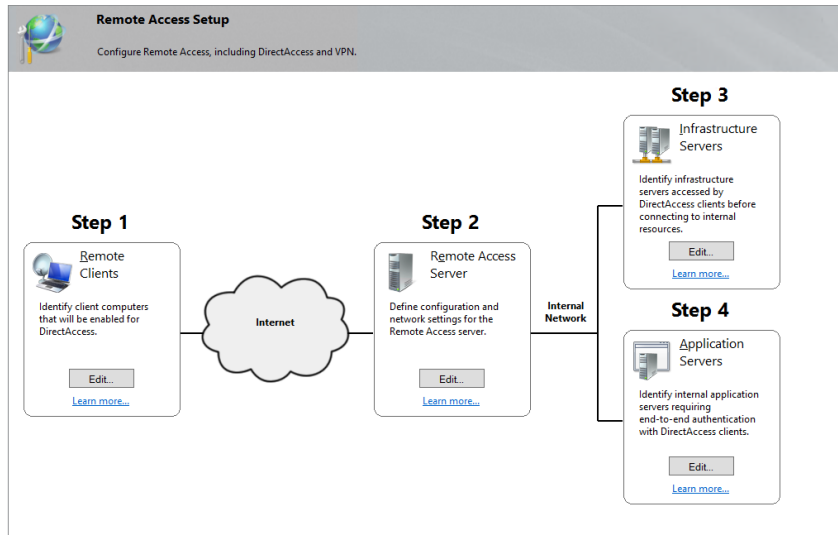 Remote Access Setup
Configure Remote Access, including DirectAccess and VPN.
Step 1
Remote
Clients
Identify client computers
that will be enabled for
DirectAccess.
Edit...
Learn more...
Internet
Step 2
Remote Access
Server
Define configuration and
network settings for the
Remote Access server.
Edit...
Learn more...
Internal
Network
Step 3
Infrastructure
Servers
Identify infrastructure
servers accessed by
DirectAccess clients before
connecting to internal
resources.
Edit...
Learn more...
Step 4
Application
Servers
Identify internal application
servers requiring
end-to-end authentication
with DirectAccess clients.
Edit...
Learn more...